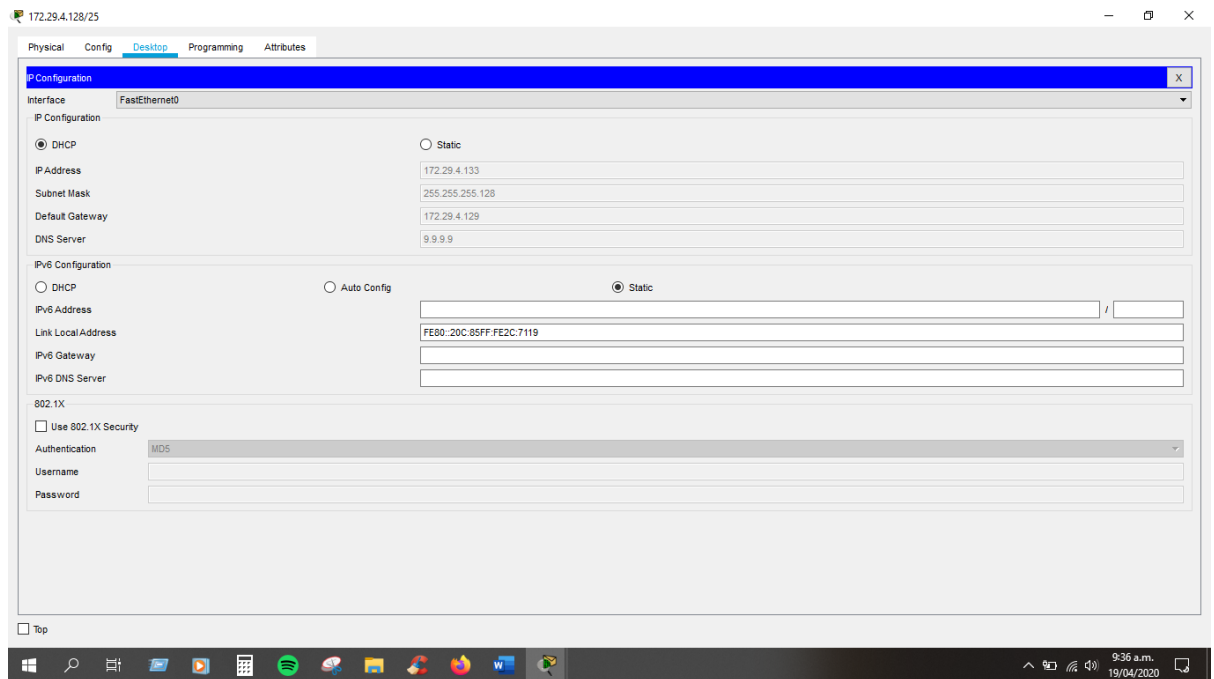 172.29.4.128/25
Physical Config Desktop Programming Attributes
IP Configuration X
Interface FastEthernet0
IP Configuration
DHCP Static
IP Address 172.29.4.133
Subnet Mask 255.255.255.128
Default Gateway 172.29.4.129
DNS Server 9.9.9.9
IPv6 Configuration
DHCP Auto Config Static
IPv6 Address /
Link Local Address FE80::20C:85FF:FE2C:7119
IPv6 Gateway
IPv6 DNS Server
802.1X
Use 802.1X Security
Authentication MD5
Username
Password
Top
9:36 a.m.
19/04/2020